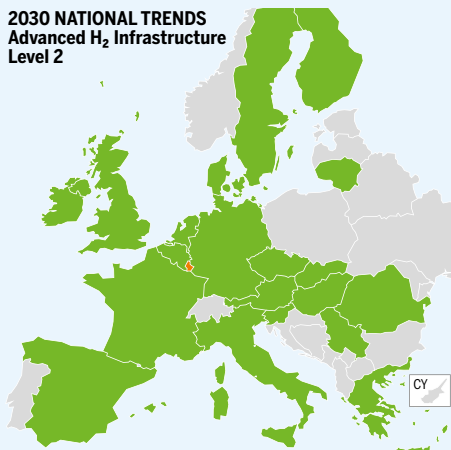 2030 NATIONAL TRENDS
Advanced H₂ Infrastructure
Level 2
CY